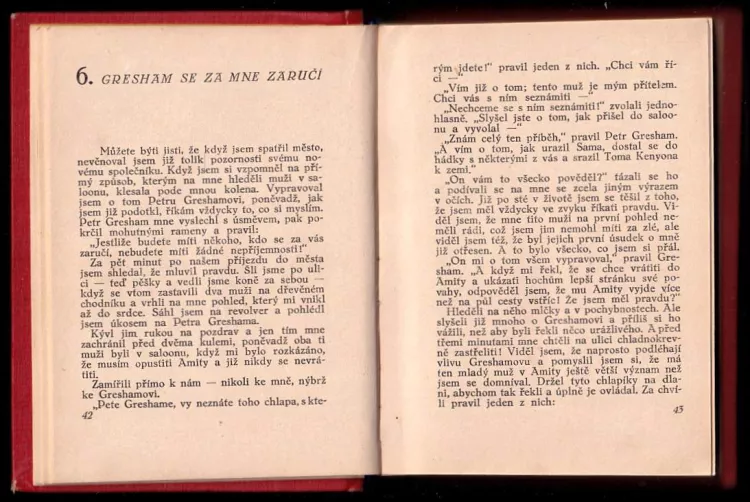 6. GRESHAM SE ZA MNE ZARUČÍ
Můžete býti jisti, že když jsem spatřil město,
nevěnoval jsem již tolik pozornosti svému no-
vému společníku. Když jsem si vzpomněl na pří-
mý způsob, kterým na mne hleděli muži v sa-
loonu, klesala pode mnou kolena. Vypravoval
jsem o tom Petru Greshamovi, poněvadž, jak
jsem již podotkl, říkám vždycky to, co si myslím.
Petr Gresham mne vyslechl s úsměvem, pak po-
krčil mohutnými rameny a pravil:
„Jestliže budete míti někoho, kdo se za vás
zaručí, nebudete míti žádné nepříjemnosti!"
Za pět minut po našem příjezdu do města
jsem shledal, že mluvil pravdu. Šli jsme po uli-
ci — teď pěšky a vedli jsme koně za sebou —
když se vtom zastavili dva muži na dřevěném
chodníku a vrhli na mne pohled, který mi vnikl
až do srdce. Sáhl jsem na revolver a pohlédl
jsem úkosem na Petra Greshama.
Kývl jim rukou na pozdrav a jen tím mne
zachránil před dvěma kulemi, poněvadž oba ti
muži byli v saloonu, když mi bylo rozkázáno,
že musím opustiti Amity a již nikdy se nevrá-
titi.
Zamířili přímo k nám — nikoli ke mně, nýbrž
ke Greshamovi.
„Pete Greshame, vy neznáte toho chlapa, s kte-
42
rým jdete!" pravil jeden z nich. „Chci vám ří-
ci —"
„Vím již o tom; tento muž je mým přítelem.
Chci vás s ním seznámiti —"
„Nechceme se s ním seznámiti!" zvolali jedno-
hlasně. „Slyšel jste o tom, jak přišel do saloo-
nu a vyvolal —"
„Znám celý ten příběh," pravil Petr Gresham.
„A vím o tom, jak urazil Sama, dostal se do
hádky s některými z vás a srazil Toma Kenyona
k zemi."
„On vám to všecko pověděl?" tázali se ho
a podívali se na mne se zcela jiným výrazem
v očích. Již po sté v životě jsem se těšil z toho,
že jsem měl vždycky ve zvyku říkati pravdu. Vi-
děl jsem, že mne tito muži na první pohled ne-
měli rádi, což jsem jim nemohl míti za zlé, ale
viděl jsem též, že byl jejich první úsudek o mně
již otřesen. A to bylo všecko, co jsem si přál.
„On mi o tom všem vypravoval," pravil Gre-
sham. „A když mi řekl, že se chce vrátiti do
Amity a ukázati hochům lepší stránku své po-
vahy, odpověděl jsem, že mu Amity vyjde více
než na půl cesty vstříc! Že jsem měl pravdu?"
Hleděli na něho mlčky a v pochybnostech. Ale
slyšeli již mnoho o Greshamovi a příliš si ho
vážili, než aby byli řekli něco urážlivého. A před
třemi minutami mne chtěli na ulici chladnokrev-
ně zastřeliti! Viděl jsem, že naprosto podléhají
vlivu Greshamovu a pomyslil jsem si, že má
ten mladý muž v Amity ještě větší význam než
jsem se domníval. Držel tyto chlapíky na dla-
ni, abychom tak řekli a úplně je ovládal. Za chví-
li pravil jeden z nich:
43